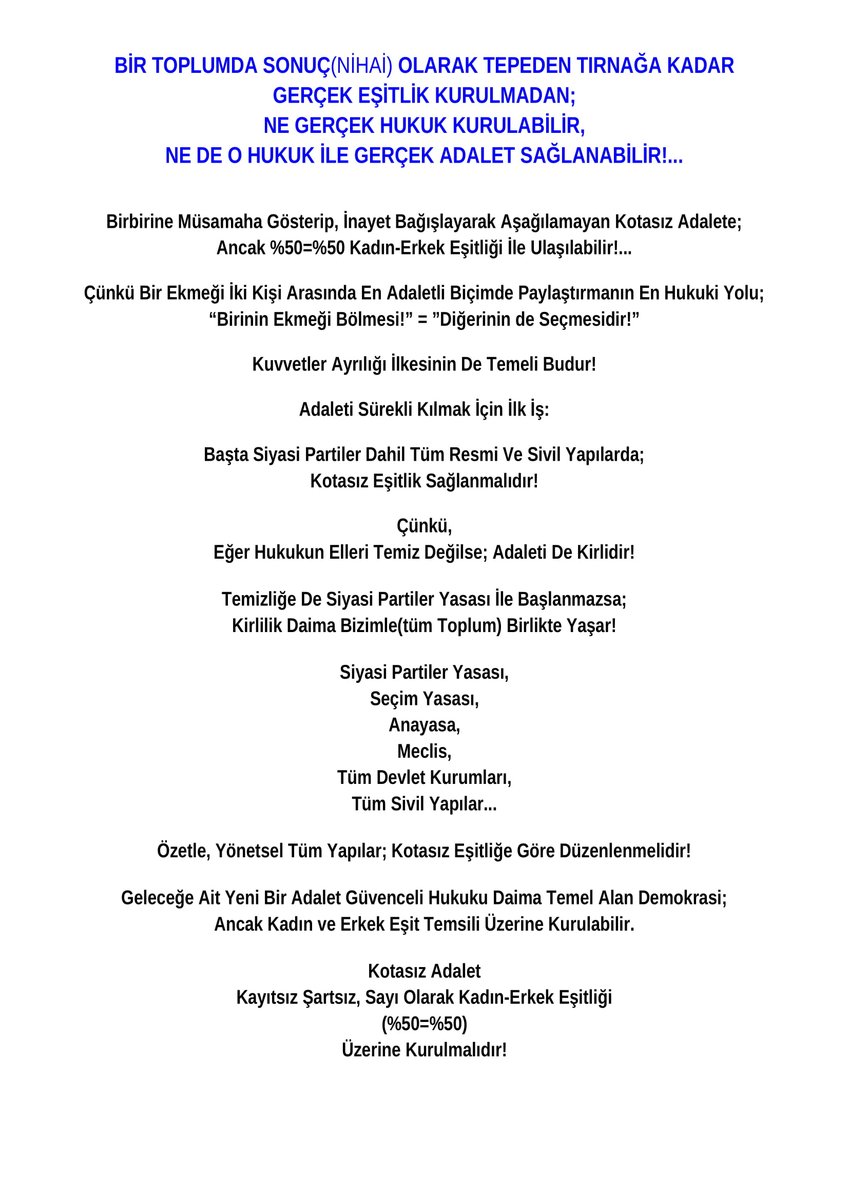 BİR TOPLUMDA SONUÇ(NİHAİ) OLARAK TEPEDEN TIRNAĞA KADAR
GERÇEK EŞİTLİK KURULMADAN;
NE GERÇEK HUKUK KURULABİLİR,
NE DE O HUKUK İLE GERÇEK ADALET SAĞLANABİLİR!...
Birbirine Müsamaha Gösterip, İnayet Bağışlayarak Aşağılamayan Kotasız Adalete;
Ancak %50=%50 Kadın-Erkek Eşitliği İle Ulaşılabilir!...
Çünkü Bir Ekmeği İki Kişi Arasında En Adaletli Biçimde Paylaştırmanın En Hukuki Yolu;
“Birinin Ekmeği Bölmesi!” = ”Diğerinin de Seçmesidir!”
Kuvvetler Ayrılığı İlkesinin De Temeli Budur!
Adaleti Sürekli Kılmak İçin İlk İş:
Başta Siyasi Partiler Dahil Tüm Resmi Ve Sivil Yapılarda;
Kotasız Eşitlik Sağlanmalıdır!
Çünkü,
Eğer Hukukun Elleri Temiz Değilse; Adaleti De Kirlidir!
Temizliğe De Siyasi Partiler Yasası İle Başlanmazsa;
Kirlilik Daima Bizimle(tüm Toplum) Birlikte Yaşar!
Siyasi Partiler Yasası,
Seçim Yasası,
Anayasa,
Meclis,
Tüm Devlet Kurumları,
Tüm Sivil Yapılar...
Özetle, Yönetsel Tüm Yapılar; Kotasız Eşitliğe Göre Düzenlenmelidir!
Geleceğe Ait Yeni Bir Adalet Güvenceli Hukuku Daima Temel Alan Demokrasi;
Ancak Kadın ve Erkek Eşit Temsili Üzerine Kurulabilir.
Kotasız Adalet
Kayıtsız Şartsız, Sayı Olarak Kadın-Erkek Eşitliği
(%50=%50)
Üzerine Kurulmalıdır!